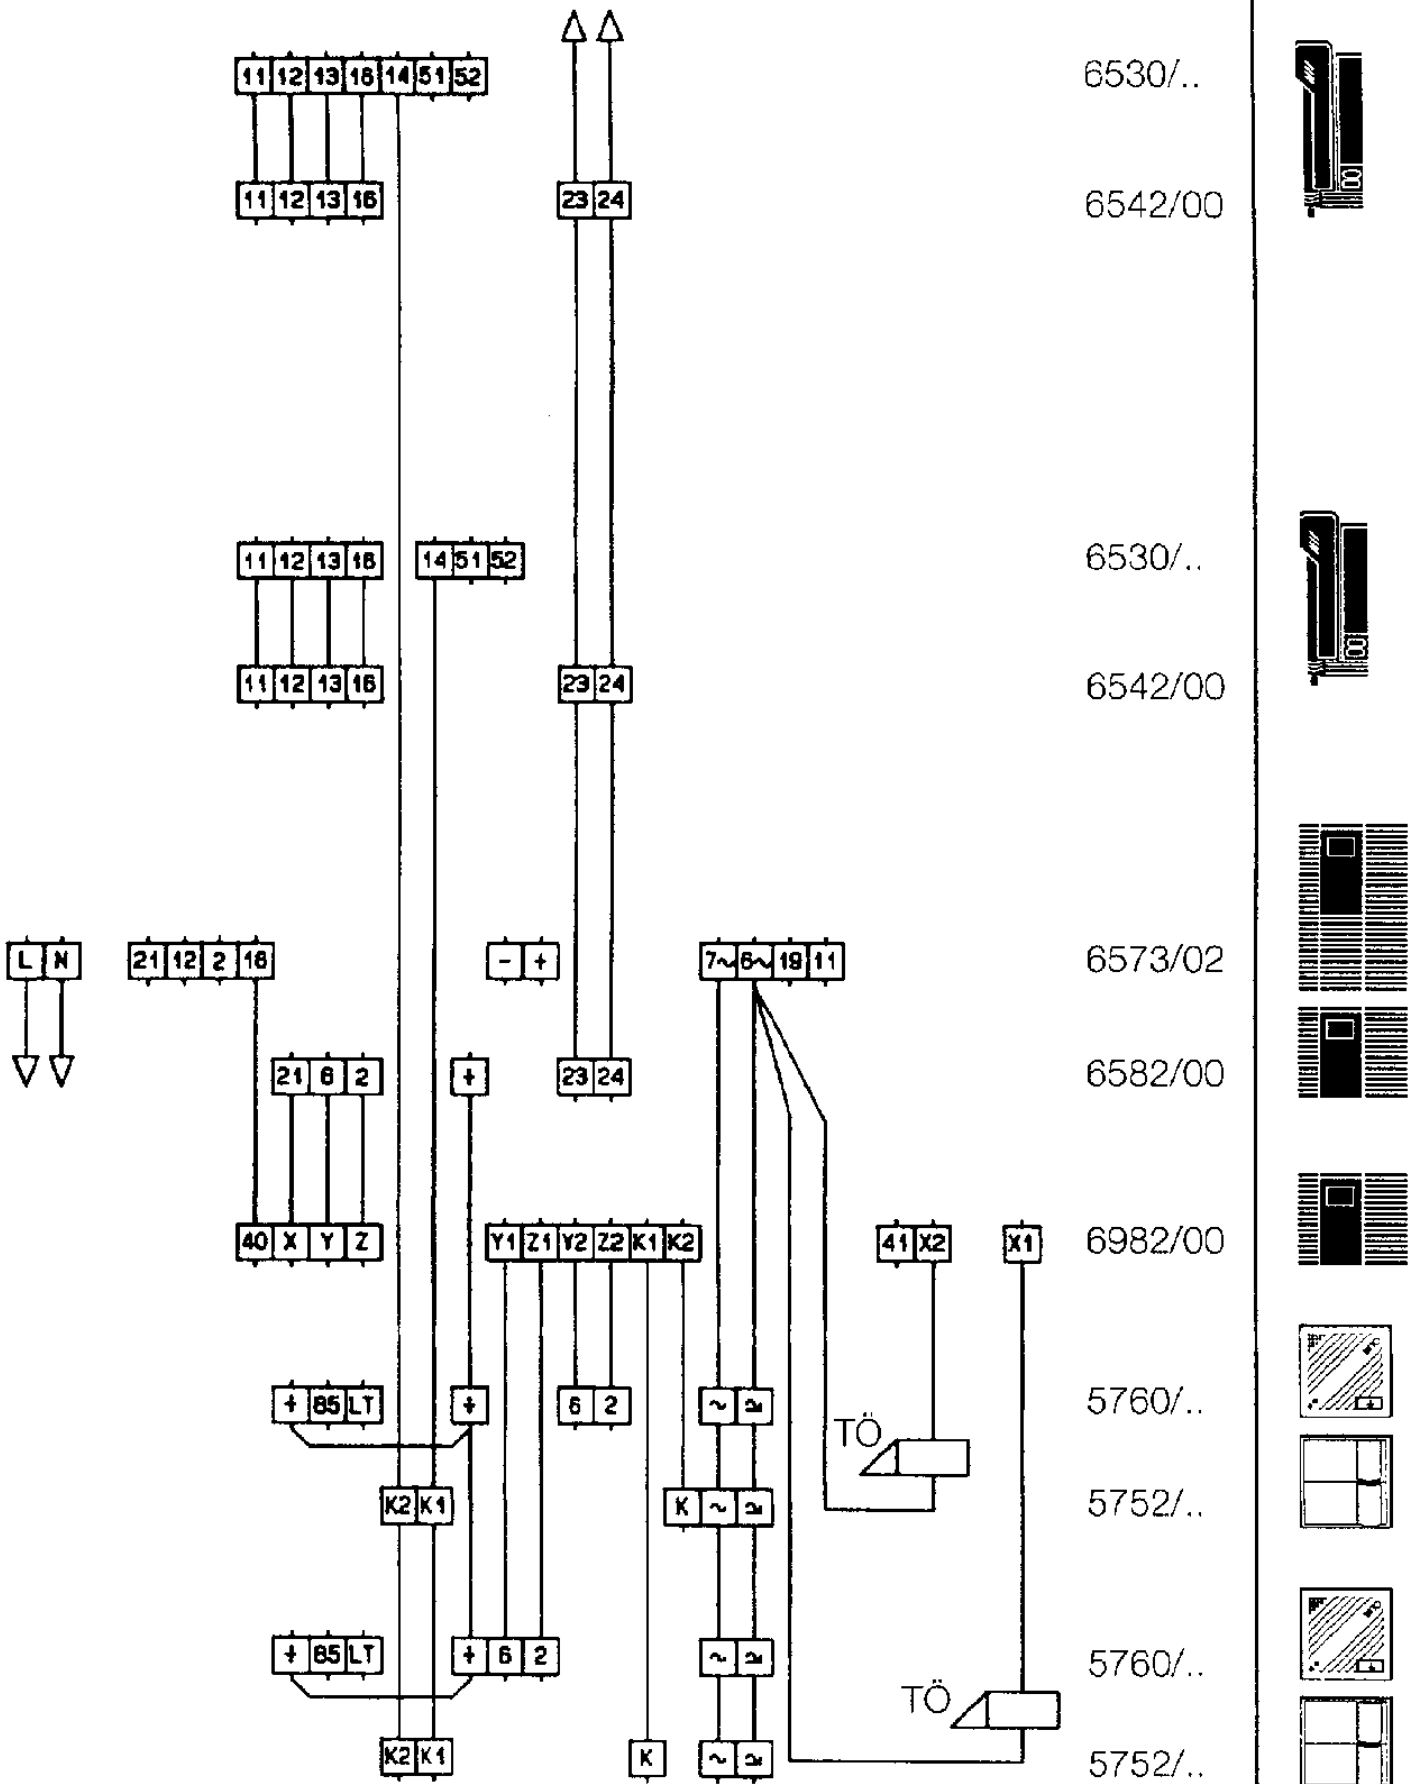 11 12 13 16 14 51 52 6530/..
11 12 13 16 23 24 6542/00
11 12 13 16 14 51 52 6530/..
11 12 13 16 23 24 6542/00
L N 21 12 2 16 - + 7~ 6~ 19 11 6573/02
21 6 2 + 23 24 6582/00
40 X Y Z Y1 Z1 Y2 Z2 K1 K2 41 X2 X1 6982/00
+ 85 LT + 6 2 ~ ~ 5760/..
TÖ
K2 K1 K ~ ~ 5752/..
+ 85 LT + 6 2 ~ ~ 5760/..
TÖ
K2 K1 K ~ ~ 5752/..